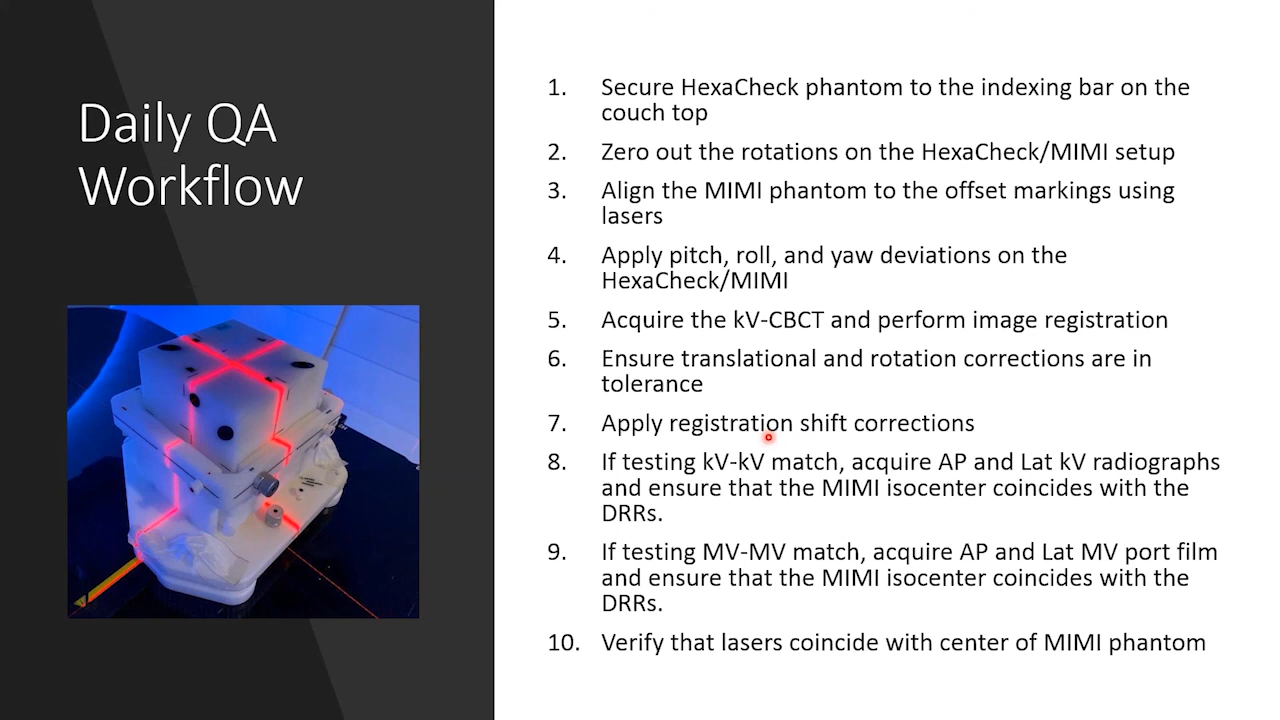 Daily QA
Workflow
1. Secure HexaCheck phantom to the indexing bar on the
couch top
2. Zero out the rotations on the HexaCheck/MIMI setup
3. Align the MIMI phantom to the offset markings using
lasers
4. Apply pitch, roll, and yaw deviations on the
HexaCheck/MIMI
5. Acquire the kV-CBCT and perform image registration
6. Ensure translational and rotation corrections are in
tolerance
7. Apply registration shift corrections
8. If testing kV-kV match, acquire AP and Lat kV radiographs
and ensure that the MIMI isocenter coincides with the
DRRs.
9. If testing MV-MV match, acquire AP and Lat MV port film
and ensure that the MIMI isocenter coincides with the
DRRs.
10. Verify that lasers coincide with center of MIMI phantom